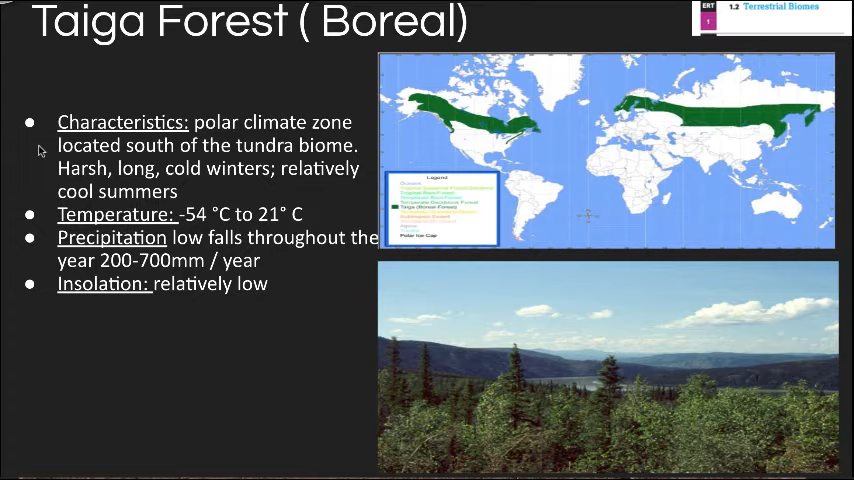 Taiga Forest ( Boreal)
ERT
1
1.2 Terrestrial Biomes
● Characteristics: polar climate zone
located south of the tundra biome.
Harsh, long, cold winters; relatively
cool summers
● Temperature: -54 °C to 21° C
● Precipitation low falls throughout the
year 200-700mm / year
● Insolation: relatively low
Legend
Taiga (Boreal Forest)
Polar Ice Cap